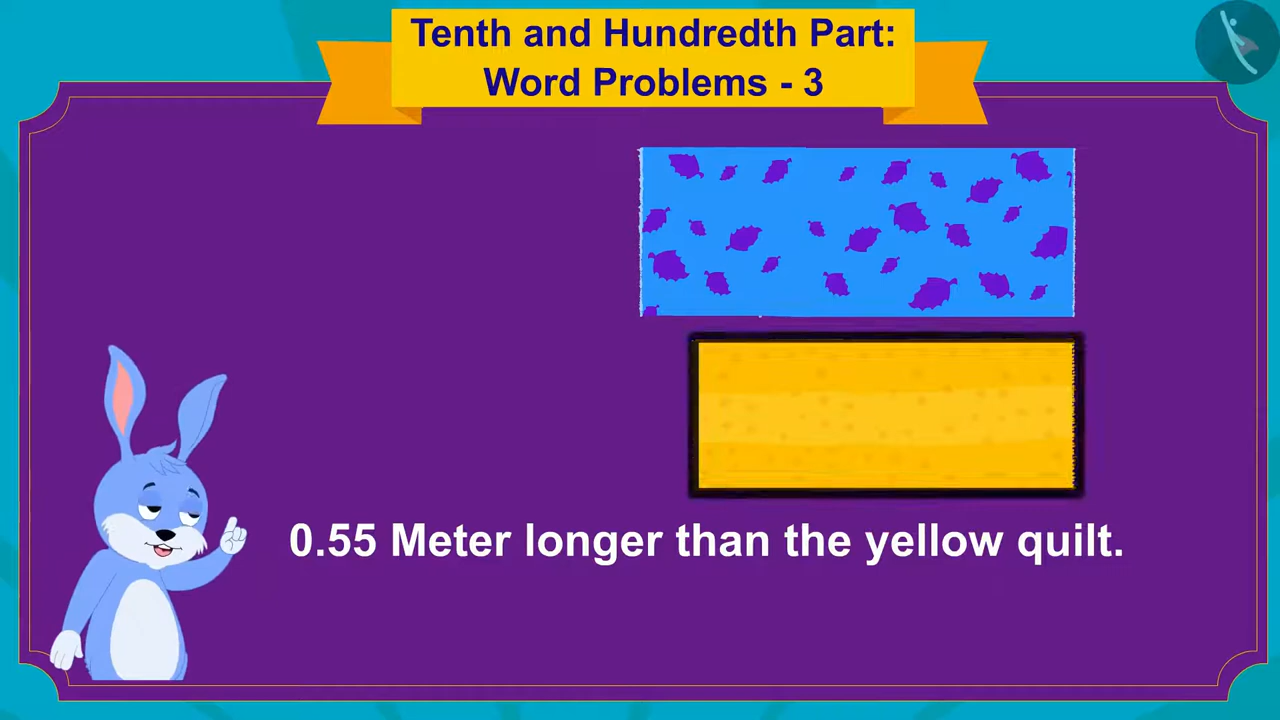 Tenth and Hundredth Part:
Word Problems - 3
0.55 Meter longer than the yellow quilt.